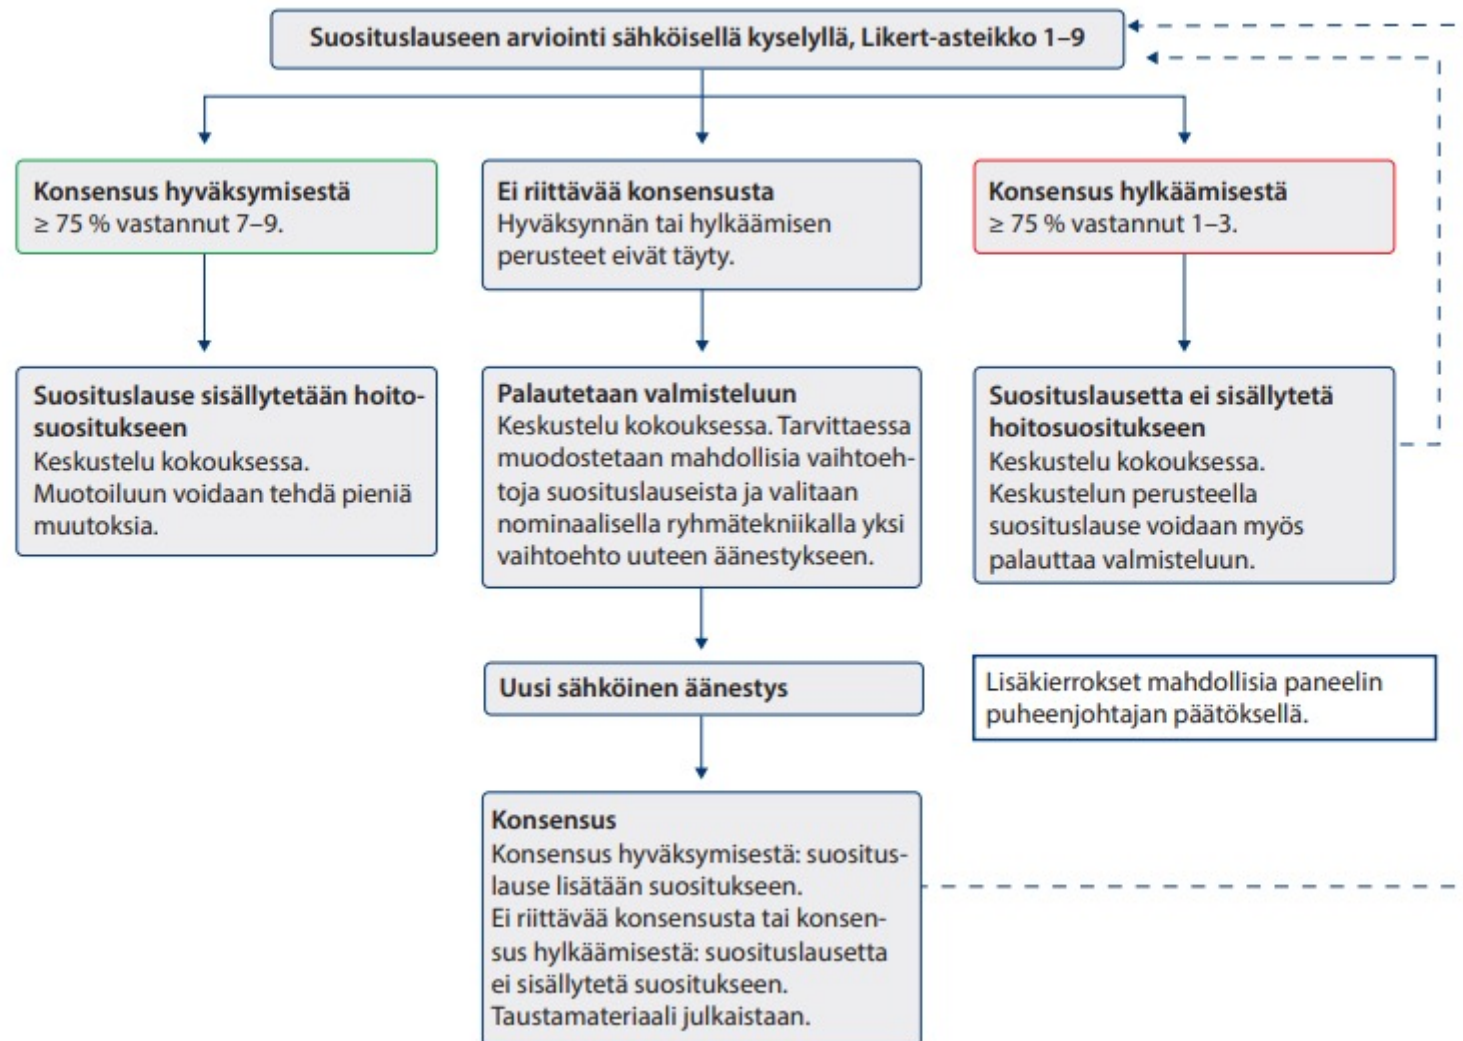 Suosituslauseen arviointi sähköisellä kyselyllä, Likert-asteikko 1–9
Konsensus hyväksymisestä
≥ 75 % vastannut 7–9.
Ei riittävää konsensusta
Hyväksynnän tai hylkäämisen
perusteet eivät täyty.
Konsensus hylkäämisestä
≥ 75 % vastannut 1–3.
Suosituslause sisällytetään hoito-
suositukseen
Keskustelu kokouksessa.
Muotoiluun voidaan tehdä pieniä
muutoksia.
Palautetaan valmisteluun
Keskustelu kokouksessa. Tarvittaessa
muodostetaan mahdollisia vaihtoeh-
toja suosituslauseista ja valitaan
nominaalisella ryhmätekniikalla yksi
vaihtoehto uuteen äänestykseen.
Suosituslausetta ei sisällytetä
hoitosuositukseen
Keskustelu kokouksessa.
Keskustelun perusteella
suosituslause voidaan myös
palauttaa valmisteluun.
Uusi sähköinen äänestys
Lisäkierrokset mahdollisia paneelin
puheenjohtajan päätöksellä.
Konsensus
Konsensus hyväksymisestä: suositus-
lause lisätään suositukseen.
Ei riittävää konsensusta tai konsen-
sus hylkäämisestä: suosituslausetta
ei sisällytetä suositukseen.
Taustamateriaali julkaistaan.